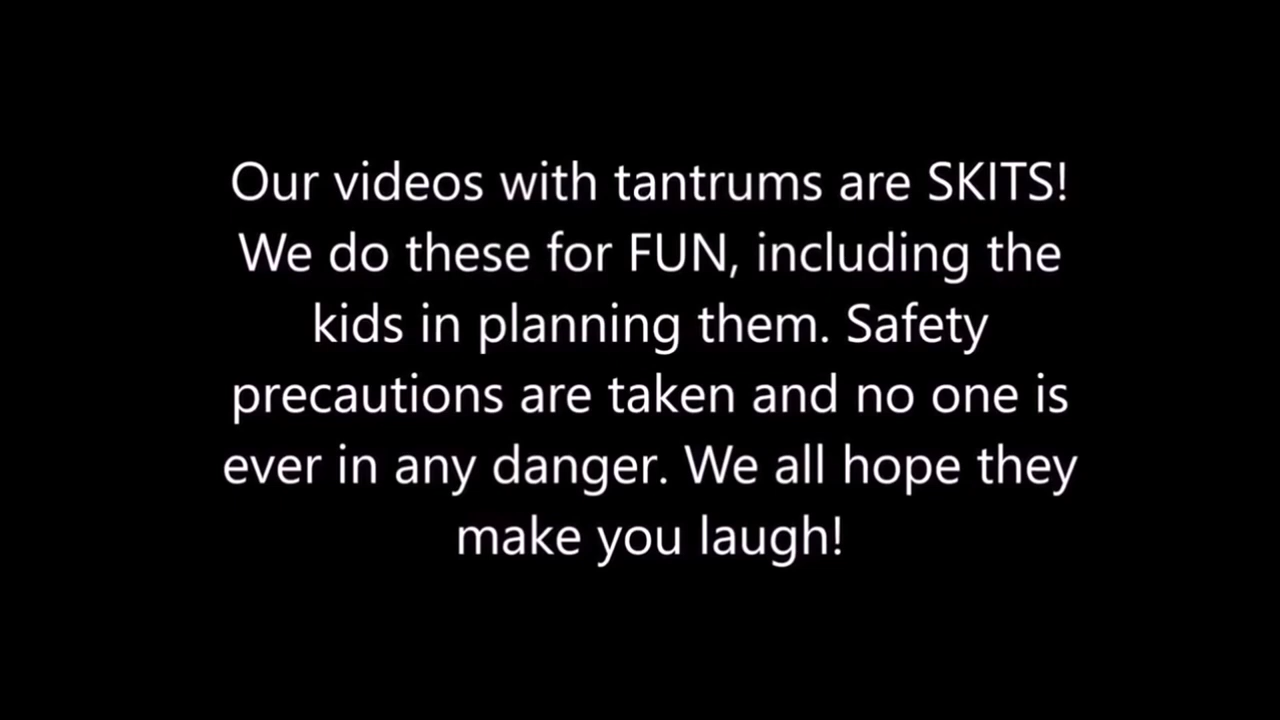 Our videos with tantrums are SKITS!
We do these for FUN, including the
kids in planning them. Safety
precautions are taken and no one is
ever in any danger. We all hope they
make you laugh!